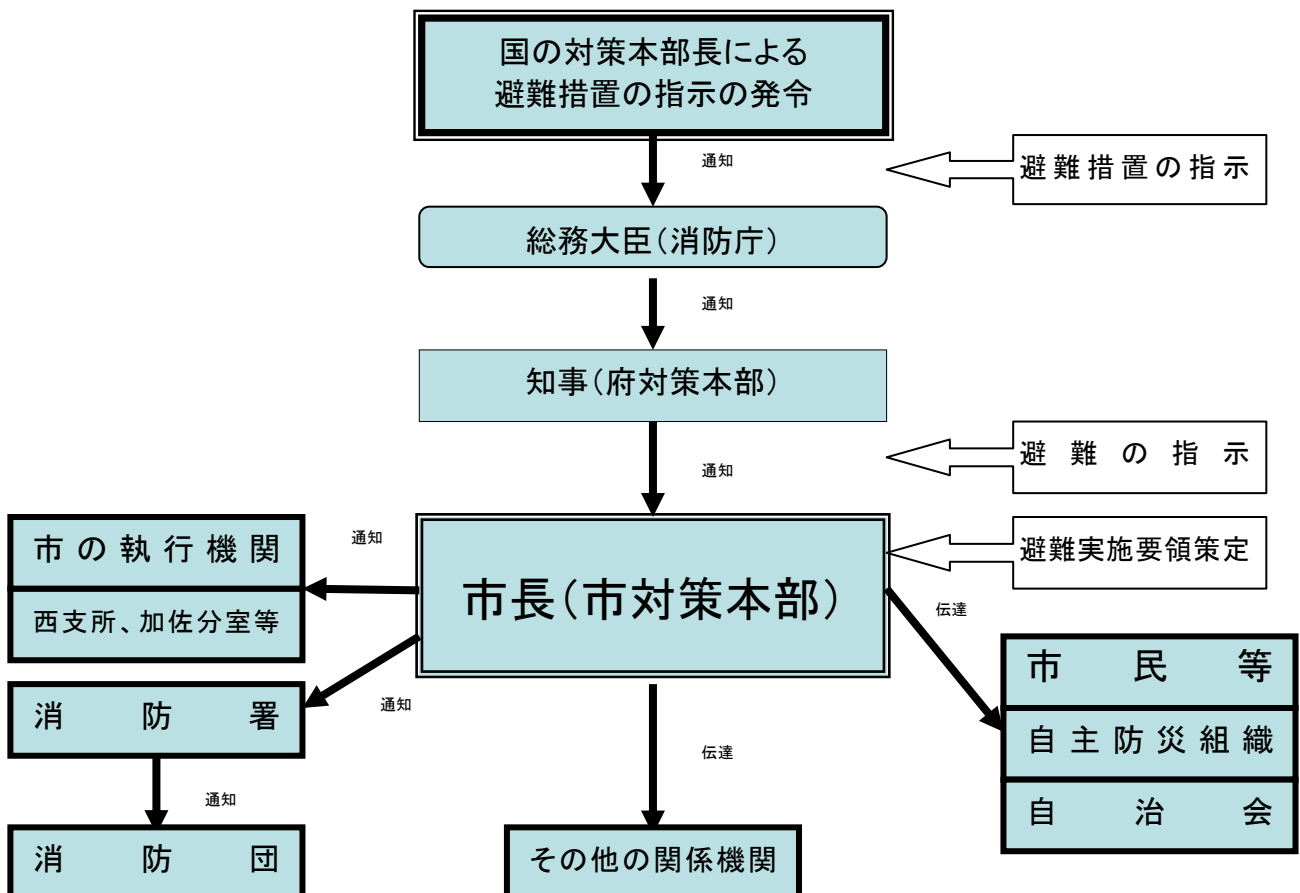 国の対策本部長による
避難措置の指示の発令
通知
避難措置の指示
総務大臣(消防庁)
通知
知事(府対策本部)
避難の指示
通知
市の執行機関
西支所、加佐分室等
通知
市長(市対策本部)
避難実施要領策定
伝達
市民等
自主防災組織
自治会
消防署
通知
通知
消防団
伝達
その他の関係機関